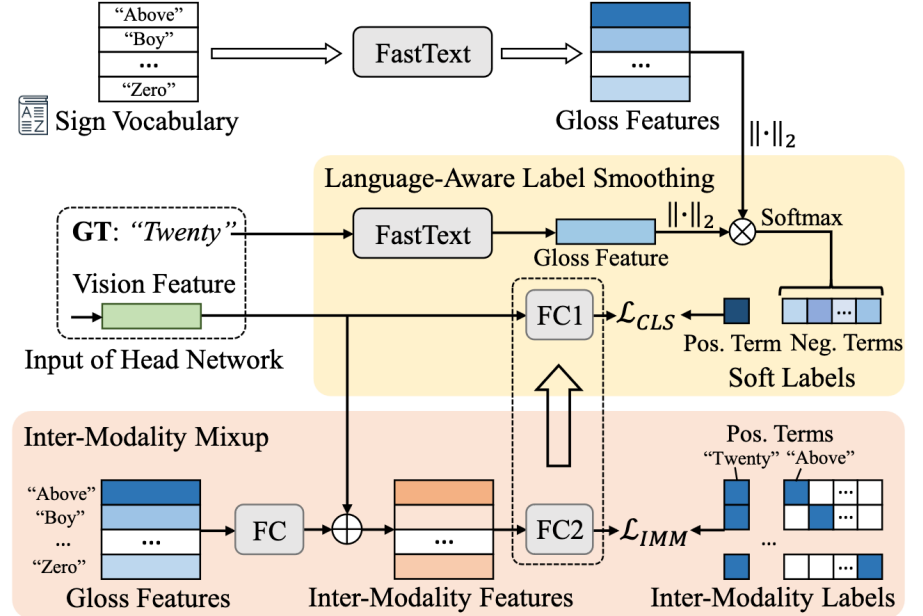 “Above”
“Boy”
...
“Zero”
Sign Vocabulary
FastText
Gloss Features
‖·‖₂
Language-Aware Label Smoothing
GT: “Twenty”
FastText
Gloss Feature
‖·‖₂
Softmax
Vision Feature
Input of Head Network
FC1
ℒ_CLS
Pos. Term
...
Neg. Terms
Soft Labels
Inter-Modality Mixup
“Above”
“Boy”
...
“Zero”
Gloss Features
FC
...
Inter-Modality Features
FC2
ℒ_IMM
Pos. Terms
“Twenty”
“Above”
...
...
...
...
Inter-Modality Labels